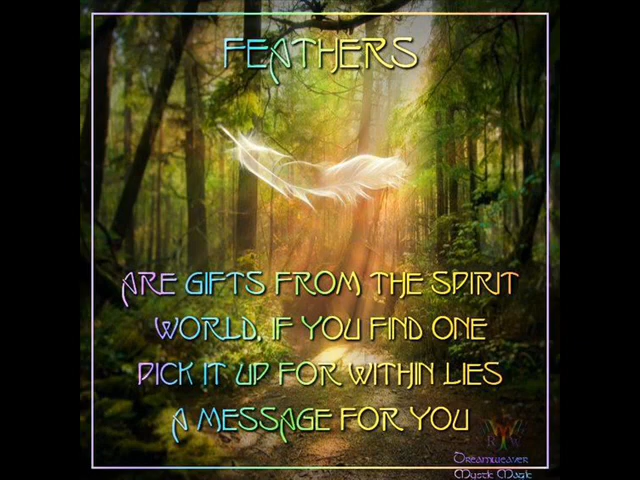 FEATHERS
ARE GIFTS FROM THE SPIRIT
WORLD. IF YOU FIND ONE
PICK IT UP FOR WITHIN LIES
A MESSAGE FOR YOU
Dreamweaver
Mystic Magic